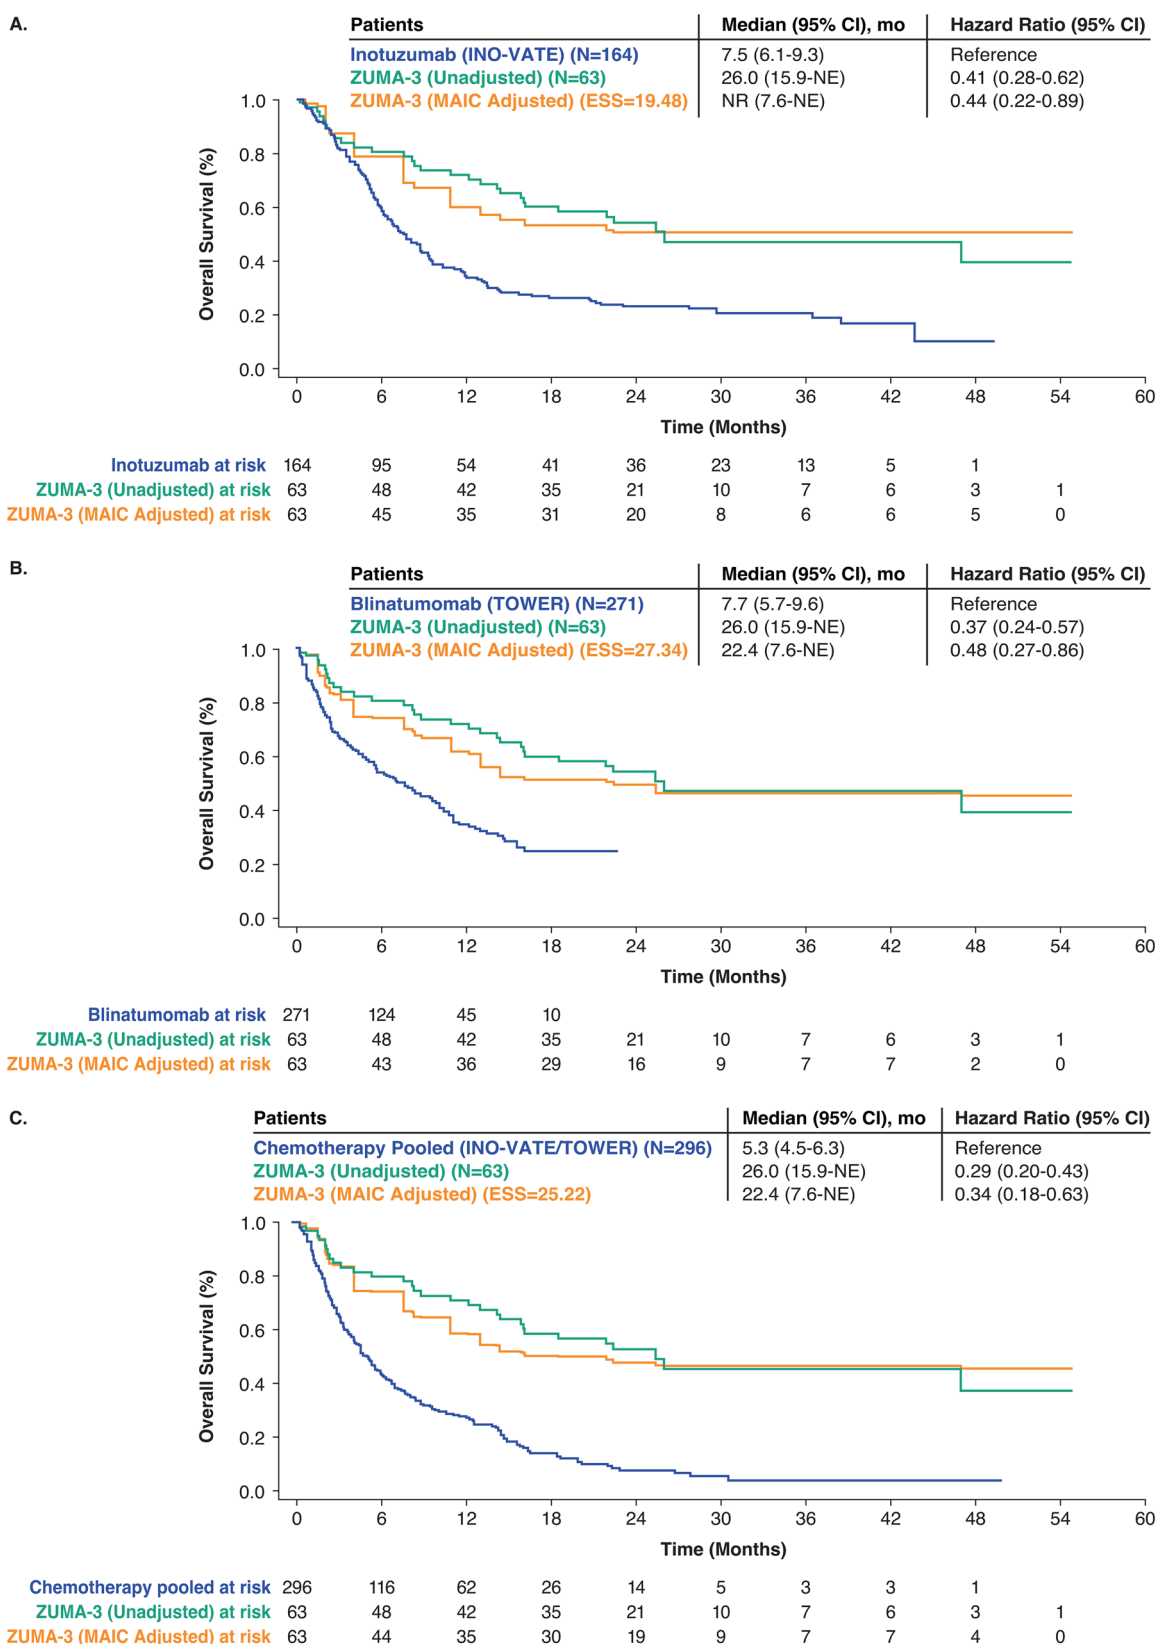 A.
Patients Median (95% CI), mo Hazard Ratio (95% CI)
Inotuzumab (INO-VATE) (N=164) 7.5 (6.1-9.3) Reference
ZUMA-3 (Unadjusted) (N=63) 26.0 (15.9-NE) 0.41 (0.28-0.62)
ZUMA-3 (MAIC Adjusted) (ESS=19.48) NR (7.6-NE) 0.44 (0.22-0.89)
Overall Survival (%)
1.0
0.8
0.6
0.4
0.2
0.0
0 6 12 18 24 30 36 42 48 54 60
Time (Months)
Inotuzumab at risk 164 95 54 41 36 23 13 5 1
ZUMA-3 (Unadjusted) at risk 63 48 42 35 21 10 7 6 3 1
ZUMA-3 (MAIC Adjusted) at risk 63 45 35 31 20 8 6 6 5 0
B.
Patients Median (95% CI), mo Hazard Ratio (95% CI)
Blinatumomab (TOWER) (N=271) 7.7 (5.7-9.6) Reference
ZUMA-3 (Unadjusted) (N=63) 26.0 (15.9-NE) 0.37 (0.24-0.57)
ZUMA-3 (MAIC Adjusted) (ESS=27.34) 22.4 (7.6-NE) 0.48 (0.27-0.86)
Overall Survival (%)
1.0
0.8
0.6
0.4
0.2
0.0
0 6 12 18 24 30 36 42 48 54 60
Time (Months)
Blinatumomab at risk 271 124 45 10
ZUMA-3 (Unadjusted) at risk 63 48 42 35 21 10 7 6 3 1
ZUMA-3 (MAIC Adjusted) at risk 63 43 36 29 16 9 7 7 2 0
C.
Patients Median (95% CI), mo Hazard Ratio (95% CI)
Chemotherapy Pooled (INO-VATE/TOWER) (N=296) 5.3 (4.5-6.3) Reference
ZUMA-3 (Unadjusted) (N=63) 26.0 (15.9-NE) 0.29 (0.20-0.43)
ZUMA-3 (MAIC Adjusted) (ESS=25.22) 22.4 (7.6-NE) 0.34 (0.18-0.63)
Overall Survival (%)
1.0
0.8
0.6
0.4
0.2
0.0
0 6 12 18 24 30 36 42 48 54 60
Time (Months)
Chemotherapy pooled at risk 296 116 62 26 14 5 3 3 1
ZUMA-3 (Unadjusted) at risk 63 48 42 35 21 10 7 6 3 1
ZUMA-3 (MAIC Adjusted) at risk 63 44 35 30 19 9 7 7 4 0